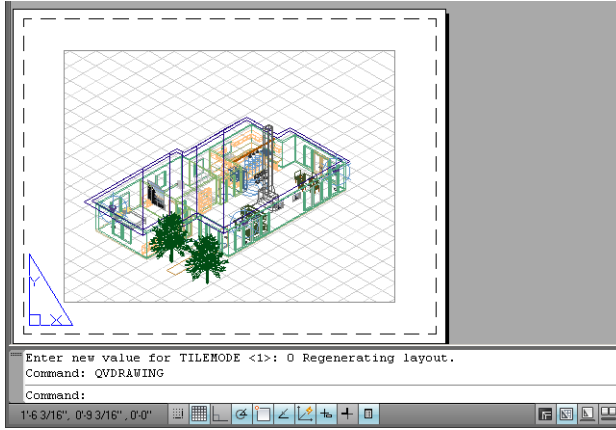 Y
X
Enter new value for TILEMODE <1>: 0 Regenerating layout.
Command: QVDRAWING
Command:
1'-6 3/16", 0'-9 3/16" , 0'-0"